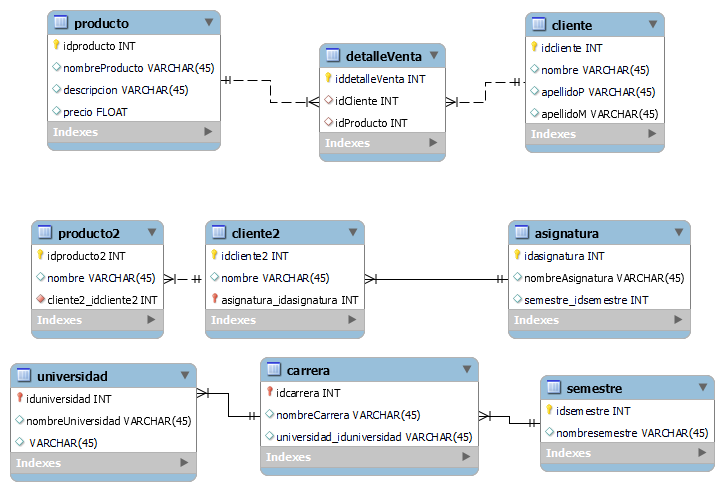 producto
idproducto INT
nombreProducto VARCHAR(45)
descripcion VARCHAR(45)
precio FLOAT
Indexes
detalleVenta
iddetalleVenta INT
idCliente INT
idProducto INT
Indexes
cliente
idcliente INT
nombre VARCHAR(45)
apellidoP VARCHAR(45)
apellidoM VARCHAR(45)
Indexes
producto2
idproducto2 INT
nombre VARCHAR(45)
cliente2_idcliente2 INT
Indexes
cliente2
idcliente2 INT
nombre VARCHAR(45)
asignatura_idasignatura INT
Indexes
asignatura
idasignatura INT
nombreAsignatura VARCHAR(45)
semestre_idsemestre INT
Indexes
universidad
iduniversidad INT
nombreUniversidad VARCHAR(45)
VARCHAR(45)
Indexes
carrera
idcarrera INT
nombreCarrera VARCHAR(45)
universidad_iduniversidad VARCHAR(45)
Indexes
semestre
idsemestre INT
nombresemestre VARCHAR(45)
Indexes